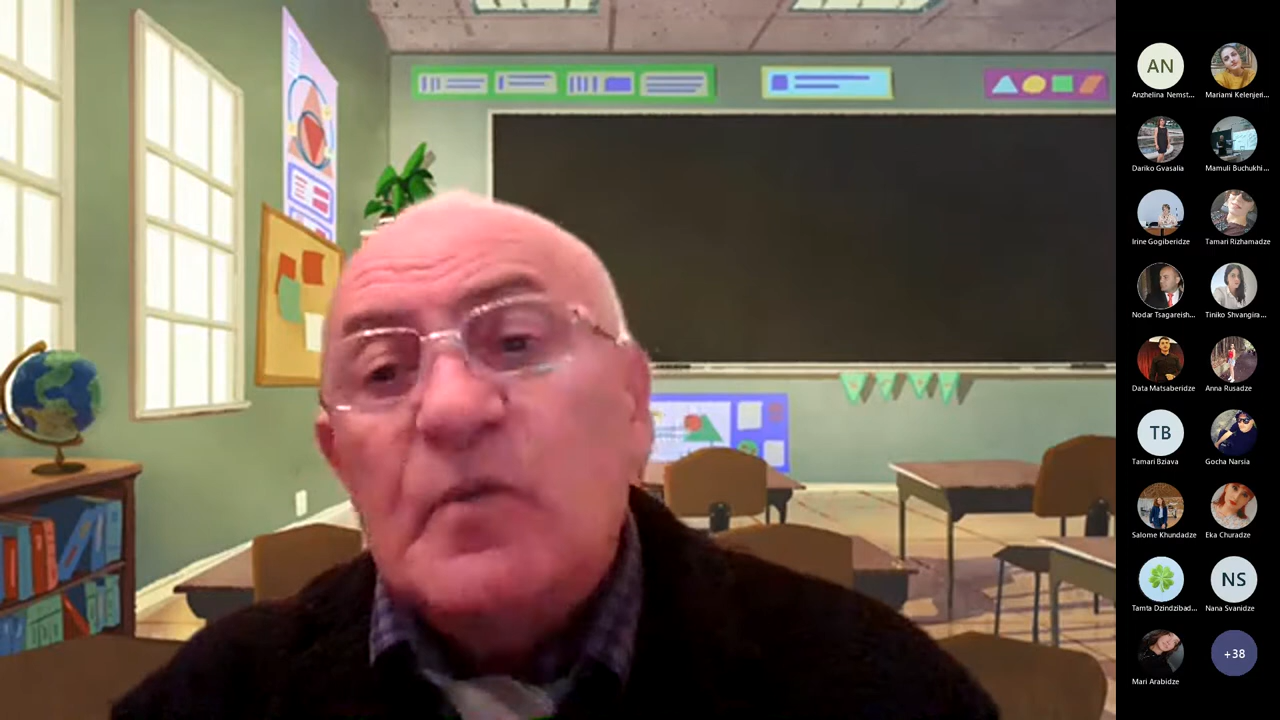 AN
Anzhelina Nemst...
Mariami Kelenjeri...
Dariko Gvasalia
Mamuli Buchukhi...
Irine Gogiberidze
Tamari Rizhamadze
Nodar Tsagareish...
Tiniko Shvangira...
Data Matsaberidze
Anna Rusadze
TB
Tamari Bziava
Gocha Narsia
Salome Khundadze
Eka Churadze
NS
Tamta Dzindzibad...
Nana Svanidze
Mari Arabidze
+38